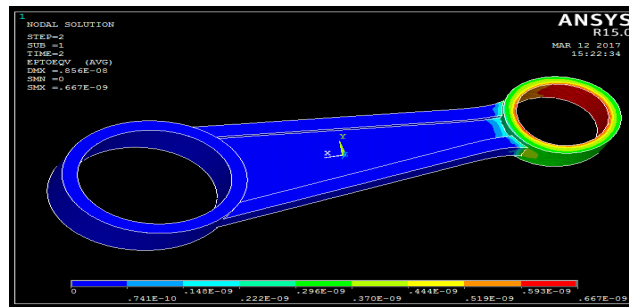 1
NODAL SOLUTION
ANSYS
R15.0
STEP=2
SUB =1
TIME=2
EPTOEQV (AVG)
DMX =.856E-08
SMN =0
SMX =.667E-09
MAR 12 2017
15:22:34
Y
X
0 .148E-09 .296E-09 .444E-09 .593E-09
.741E-10 .222E-09 .370E-09 .519E-09 .667E-09